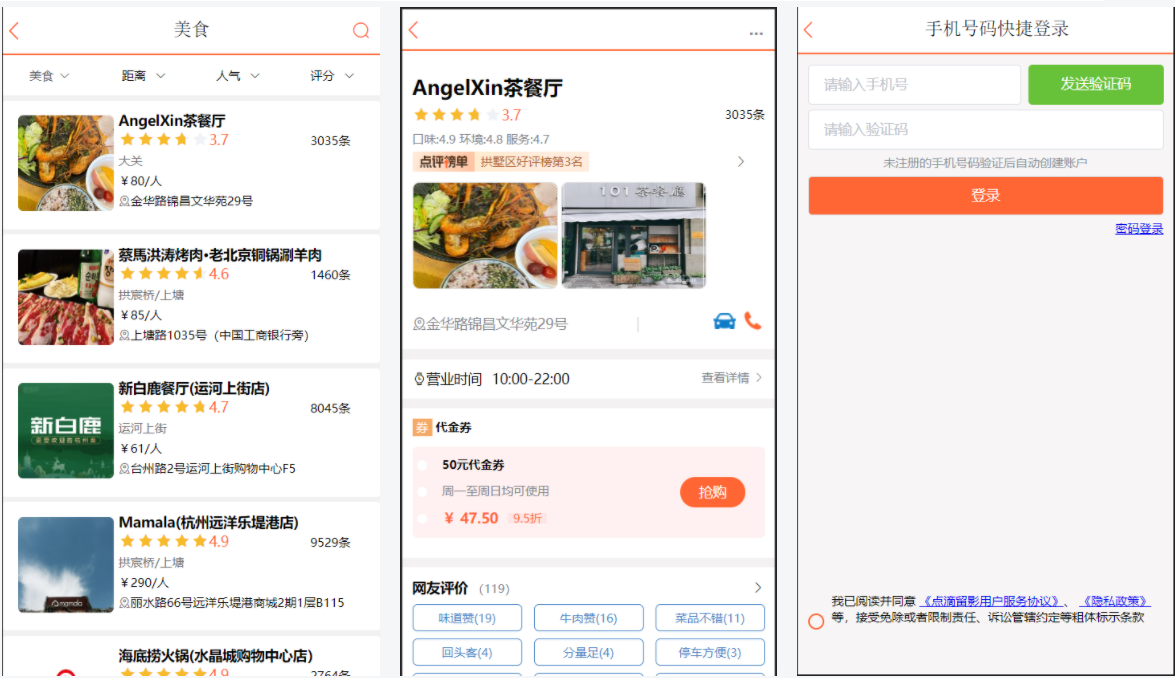 美食
美食
距离
人气
评分
AngelXin茶餐厅
3.7
3035条
大关
￥80/人
金华路锦昌文华苑29号
蔡馬洪涛烤肉·老北京铜锅涮羊肉
4.6
1460条
拱宸桥/上塘
￥85/人
上塘路1035号（中国工商银行旁）
新白鹿餐厅(运河上街店)
4.7
8045条
运河上街
￥61/人
台州路2号运河上街购物中心F5
新白鹿
Mamala(杭州远洋乐堤港店)
4.9
9529条
拱宸桥/上塘
￥290/人
丽水路66号远洋乐堤港商城2期1层B115
mamala
海底捞火锅(水晶城购物中心店)
4.9
2764条
AngelXin茶餐厅
3.7
3035条
口味:4.9 环境:4.8 服务:4.7
点评榜单 拱墅区好评榜第3名
101 茶餐廳
金华路锦昌文华苑29号
营业时间 10:00-22:00
查看详情
券 代金券
50元代金券
周一至周日均可使用
￥ 47.50 9.5折
抢购
网友评价 (119)
味道赞(19)
牛肉赞(16)
菜品不错(11)
回头客(4)
分量足(4)
停车方便(3)
手机号码快捷登录
请输入手机号
发送验证码
请输入验证码
未注册的手机号码验证后自动创建账户
登录
密码登录
我已阅读并同意 《点滴留影用户服务协议》、 《隐私政策》
等，接受免除或者限制责任、诉讼管辖约定等粗体标示条款